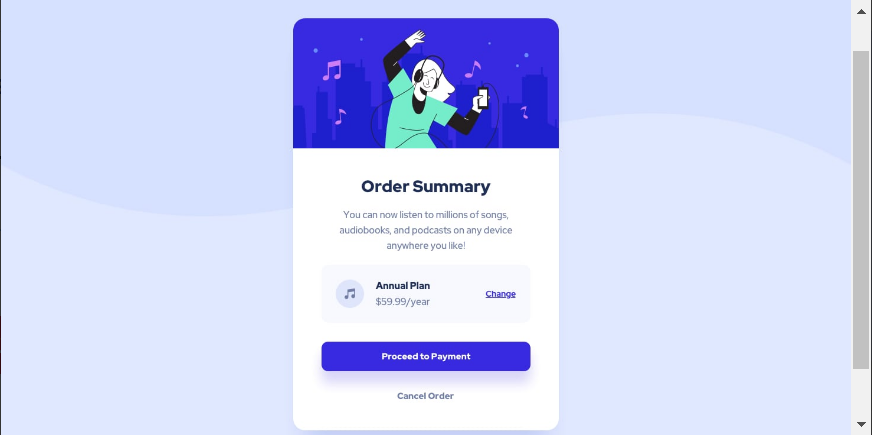 Order Summary
You can now listen to millions of songs,
audiobooks, and podcasts on any device
anywhere you like!
Annual Plan
$59.99/year
Change
Proceed to Payment
Cancel Order